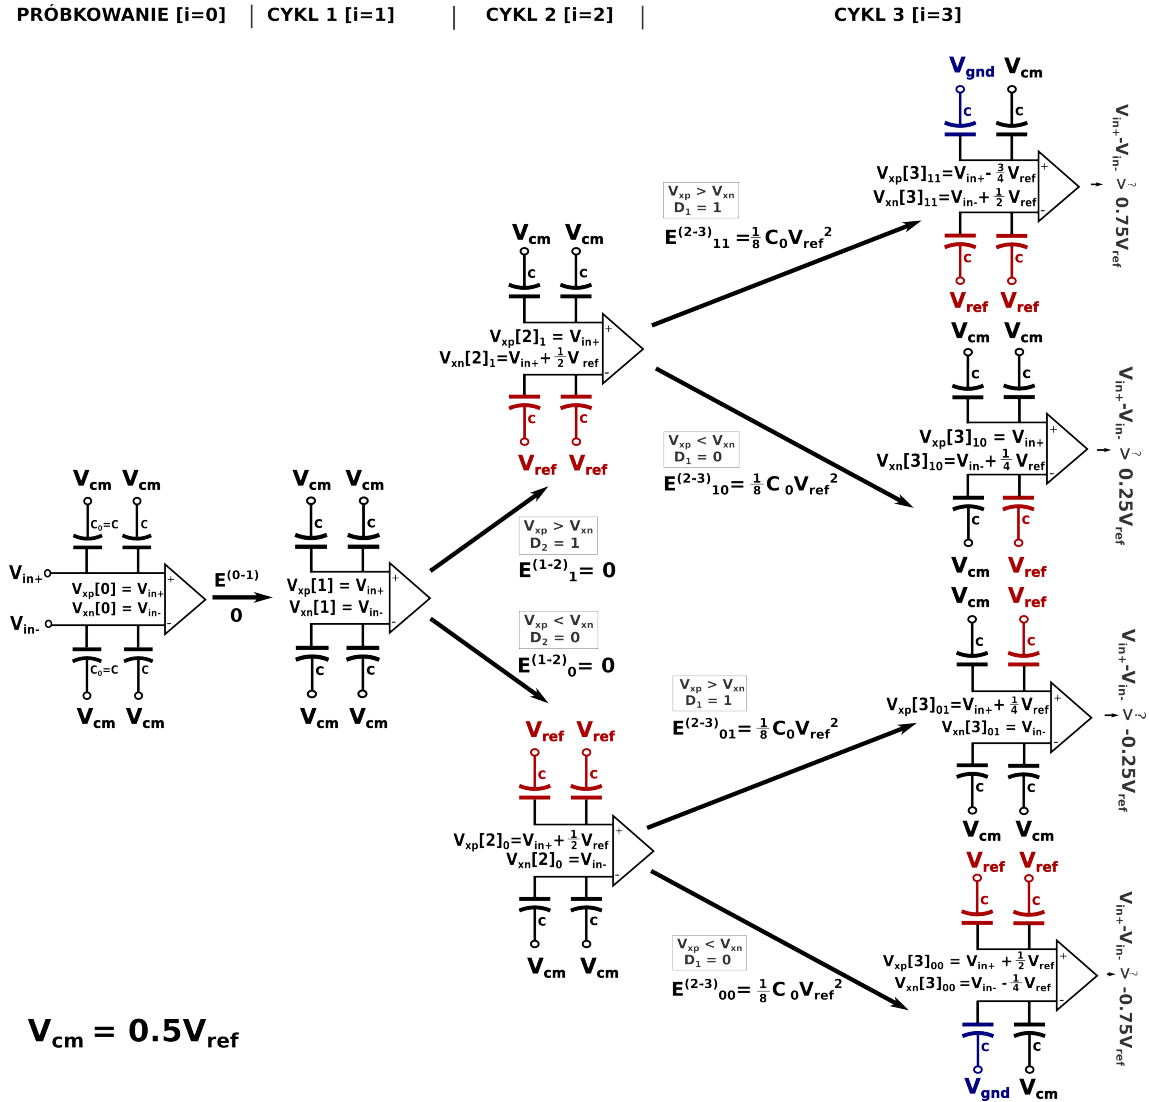 PRÓBKOWANIE [i=0] | CYKL 1 [i=1] | CYKL 2 [i=2] | CYKL 3 [i=3]
Vcm Vcm
C₀=C C
Vin+
Vxp[0] = Vin+
Vxn[0] = Vin-
+
-
Vin-
C₀=C C
Vcm Vcm
E(0-1)
0
Vcm Vcm
C C
Vxp[1] = Vin+
Vxn[1] = Vin-
+
-
C C
Vcm Vcm
Vxp > Vxn
D2 = 1
E(1-2)1= 0
Vxp < Vxn
D2 = 0
E(1-2)0= 0
Vcm Vcm
C C
Vxp[2]1 = Vin+
Vxn[2]1=Vin++ 1/2 Vref
+
-
C C
Vref Vref
Vref Vref
C C
Vxp[2]0=Vin++ 1/2 Vref
Vxn[2]0 =Vin-
+
-
C C
Vcm Vcm
Vxp > Vxn
D1 = 1
E(2-3)11 =1/8 C₀Vref²
Vxp < Vxn
D1 = 0
E(2-3)10= 1/8 C₀Vref²
Vxp > Vxn
D1 = 1
E(2-3)01= 1/8 C₀Vref²
Vxp < Vxn
D1 = 0
E(2-3)00= 1/8 C₀Vref²
Vgnd Vcm
C C
Vxp[3]11=Vin+- 3/4 Vref
Vxn[3]11=Vin-+ 1/2 Vref
+
-
C C
Vref Vref
Vin+-Vin- >? 0.75Vref
Vcm Vcm
C C
Vxp[3]10 = Vin+
Vxn[3]10=Vin-+ 1/4 Vref
+
-
C C
Vcm Vref
Vin+-Vin- >? 0.25Vref
Vcm Vref
C C
Vxp[3]01=Vin++ 1/4 Vref
Vxn[3]01 = Vin-
+
-
C C
Vcm Vcm
Vin+-Vin- >? -0.25Vref
Vref Vref
C C
Vxp[3]00 = Vin+ + 1/2 Vref
Vxn[3]00 =Vin- - 1/4 Vref
+
-
C C
Vgnd Vcm
Vin+-Vin- >? -0.75Vref
Vcm = 0.5Vref